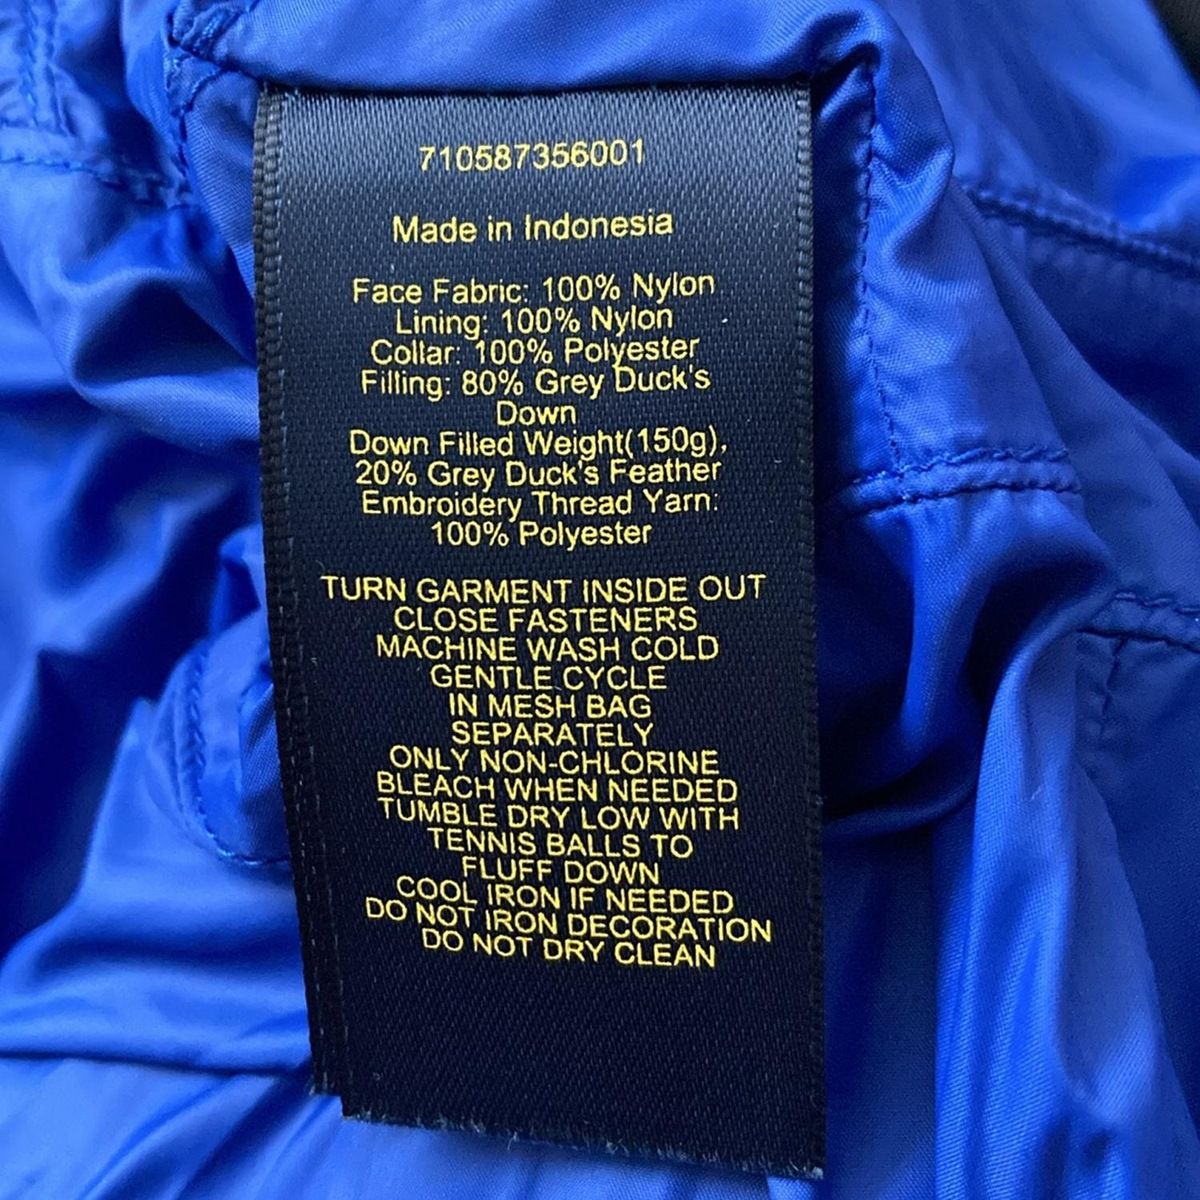 710587356001
Made in Indonesia
Face Fabric: 100% Nylon
Lining: 100% Nylon
Collar: 100% Polyester
Filling: 80% Grey Duck's
Down
Down Filled Weight(150g),
20% Grey Duck's Feather
Embroidery Thread Yarn:
100% Polyester
TURN GARMENT INSIDE OUT
CLOSE FASTENERS
MACHINE WASH COLD
GENTLE CYCLE
IN MESH BAG
SEPARATELY
ONLY NON-CHLORINE
BLEACH WHEN NEEDED
TUMBLE DRY LOW WITH
TENNIS BALLS TO
FLUFF DOWN
COOL IRON IF NEEDED
DO NOT IRON DECORATION
DO NOT DRY CLEAN